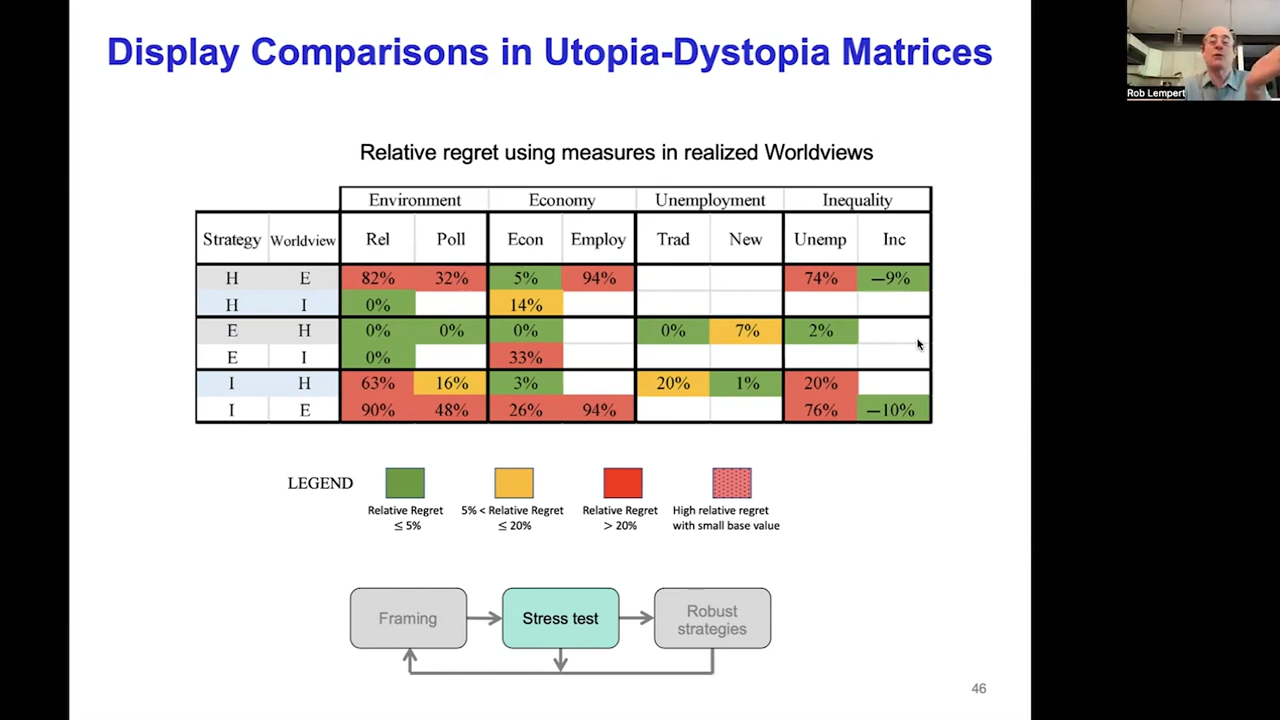 Display Comparisons in Utopia-Dystopia Matrices
Rob Lempert
Relative regret using measures in realized Worldviews
Environment Economy Unemployment Inequality
Strategy Worldview Rel Poll Econ Employ Trad New Unemp Inc
H E 82% 32% 5% 94% 74% —9%
H I 0% 14%
E H 0% 0% 0% 0% 7% 2%
E I 0% 33%
I H 63% 16% 3% 20% 1% 20%
I E 90% 48% 26% 94% 76% —10%
LEGEND
Relative Regret
≤ 5%
5% < Relative Regret
≤ 20%
Relative Regret
> 20%
High relative regret
with small base value
Framing
Stress test
Robust
strategies
46